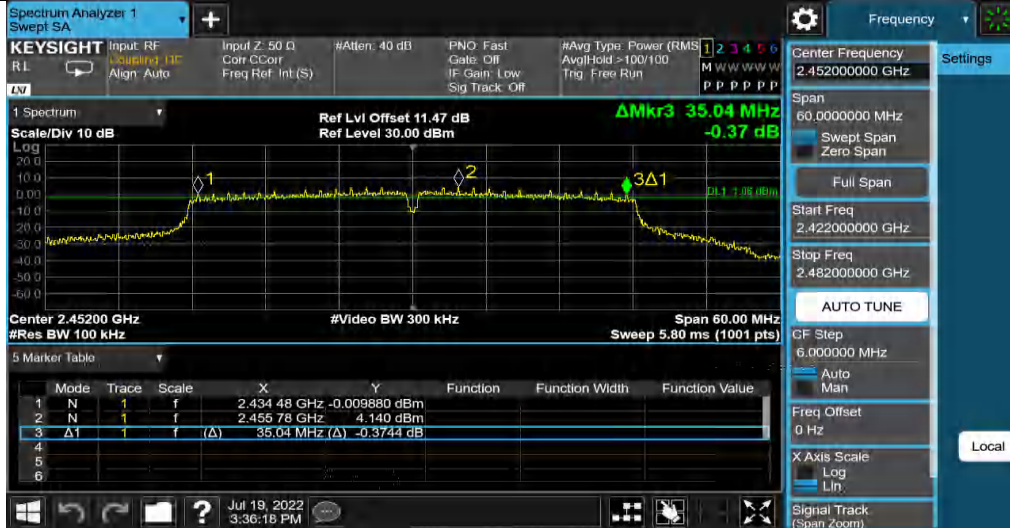 Spectrum Analyzer 1
Swept SA
+
Frequency
KEYSIGHT
RL
LXI
Input: RF
Coupling: DC
Align: Auto
Input Z: 50 Ω
Corr CCorr
Freq Ref: Int (S)
#Atten: 40 dB
PNO: Fast
Gate: Off
IF Gain: Low
Sig Track: Off
#Avg Type: Power (RMS
Avg|Hold >100/100
Trig: Free Run
1 2 3 4 5 6
M W W W W W
P P P P P P
1 Spectrum
Scale/Div 10 dB
Log
Ref Lvl Offset 11.47 dB
Ref Level 30.00 dBm
ΔMkr3 35.04 MHz
-0.37 dB
20.0
10.0
0.00
-10.0
-20.0
-30.0
-40.0
-50.0
-60.0
1
2
3Δ1
Center 2.45200 GHz
#Res BW 100 kHz
#Video BW 300 kHz
Span 60.00 MHz
Sweep 5.80 ms (1001 pts)
5 Marker Table
Mode Trace Scale X Y Function Function Width Function Value
1 N 1 f 2.434 48 GHz -0.009880 dBm
2 N 1 f 2.455 78 GHz 4.140 dBm
3 Δ1 1 f (Δ) 35.04 MHz (Δ) -0.3744 dB
4
5
6
Jul 19, 2022
3:36:18 PM
Center Frequency
2.452000000 GHz
Settings
Span
60.0000000 MHz
Swept Span
Zero Span
Full Span
Start Freq
2.422000000 GHz
Stop Freq
2.482000000 GHz
AUTO TUNE
CF Step
6.000000 MHz
Auto
Man
Freq Offset
0 Hz
X Axis Scale
Log
Lin
Local
Signal Track
(Span Zoom)